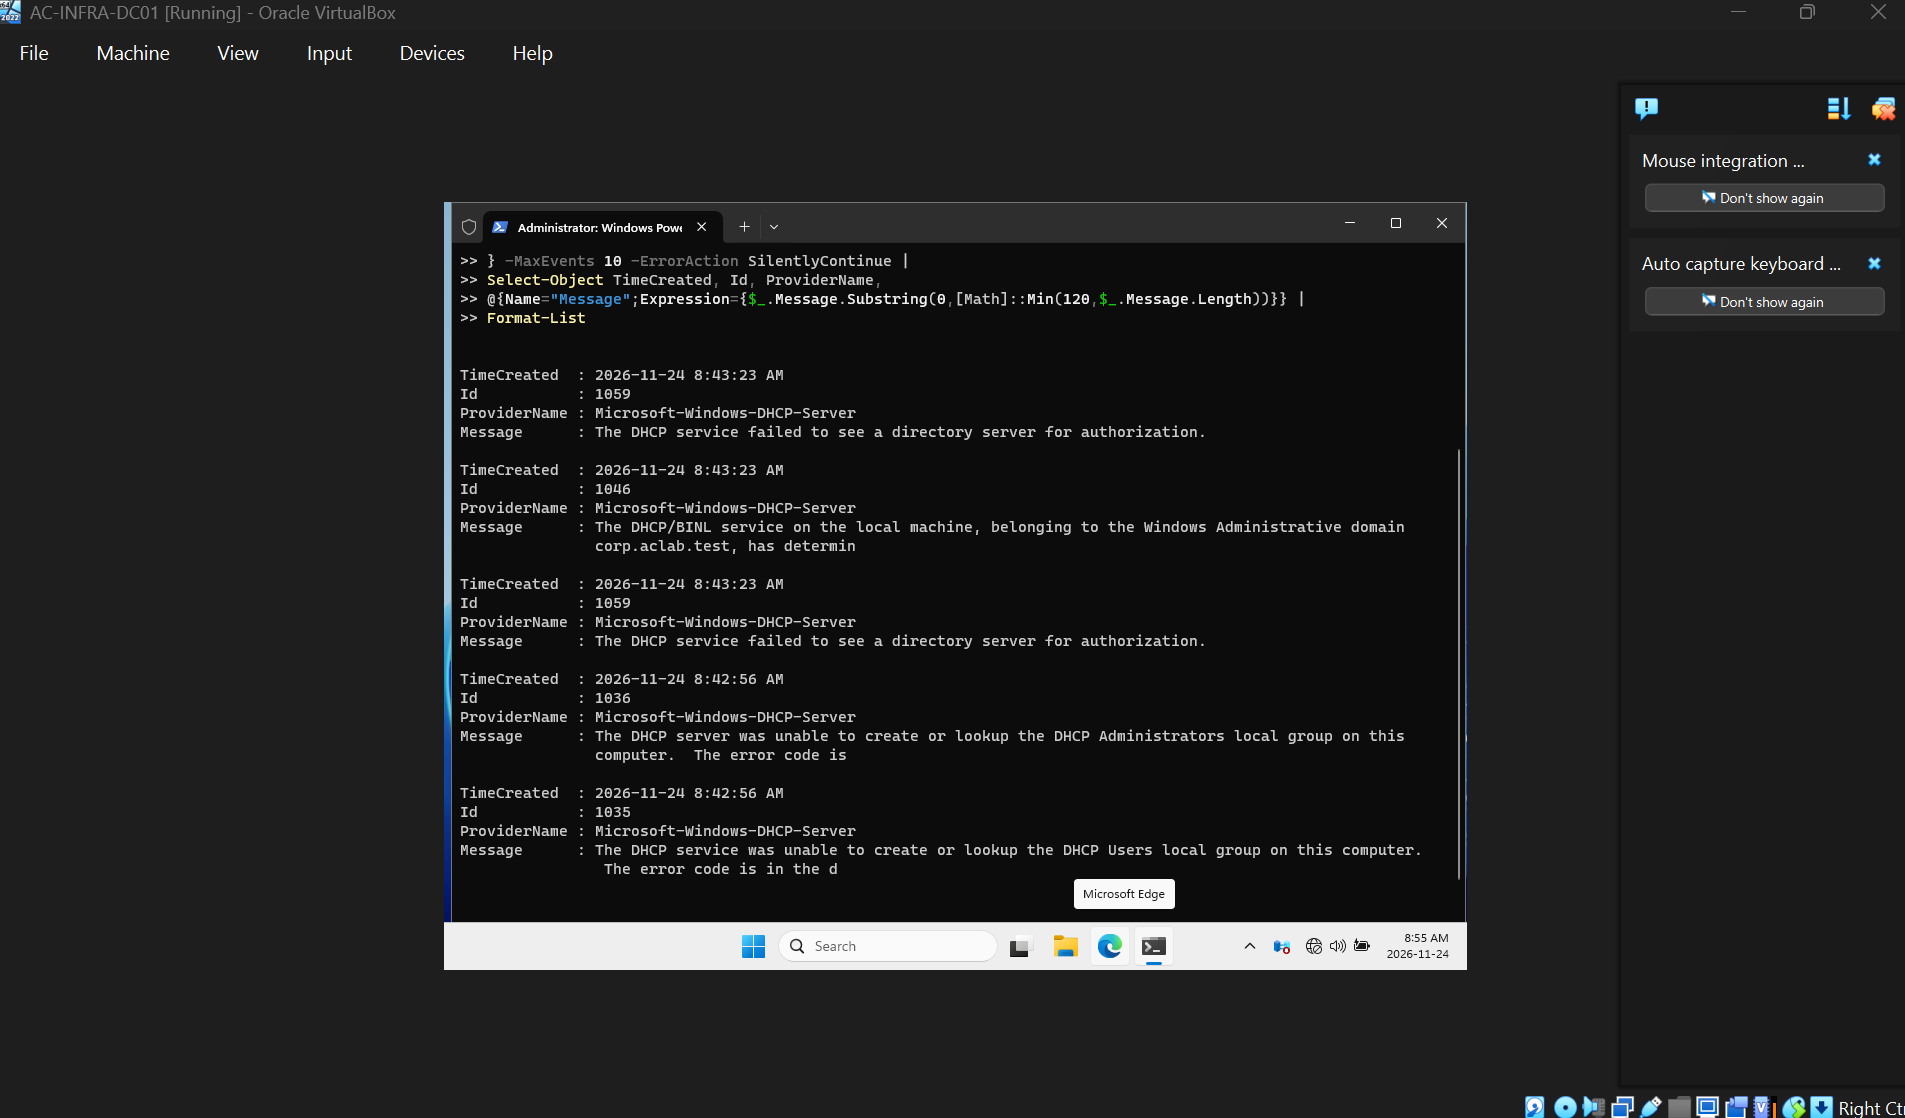 AC-INFRA-DC01 [Running] - Oracle VirtualBox
File Machine View Input Devices Help
Mouse integration ...
Don't show again
Auto capture keyboard ...
Don't show again
Administrator: Windows Powe
>> } -MaxEvents 10 -ErrorAction SilentlyContinue |
>> Select-Object TimeCreated, Id, ProviderName,
>> @{Name="Message";Expression={$_.Message.Substring(0,[Math]::Min(120,$_.Message.Length))}} |
>> Format-List
TimeCreated : 2026-11-24 8:43:23 AM
Id : 1059
ProviderName : Microsoft-Windows-DHCP-Server
Message : The DHCP service failed to see a directory server for authorization.
TimeCreated : 2026-11-24 8:43:23 AM
Id : 1046
ProviderName : Microsoft-Windows-DHCP-Server
Message : The DHCP/BINL service on the local machine, belonging to the Windows Administrative domain
corp.aclab.test, has determin
TimeCreated : 2026-11-24 8:43:23 AM
Id : 1059
ProviderName : Microsoft-Windows-DHCP-Server
Message : The DHCP service failed to see a directory server for authorization.
TimeCreated : 2026-11-24 8:42:56 AM
Id : 1036
ProviderName : Microsoft-Windows-DHCP-Server
Message : The DHCP server was unable to create or lookup the DHCP Administrators local group on this
computer.  The error code is
TimeCreated : 2026-11-24 8:42:56 AM
Id : 1035
ProviderName : Microsoft-Windows-DHCP-Server
Message : The DHCP service was unable to create or lookup the DHCP Users local group on this computer.
The error code is in the d
Microsoft Edge
Search
8:55 AM
2026-11-24
Right Ct